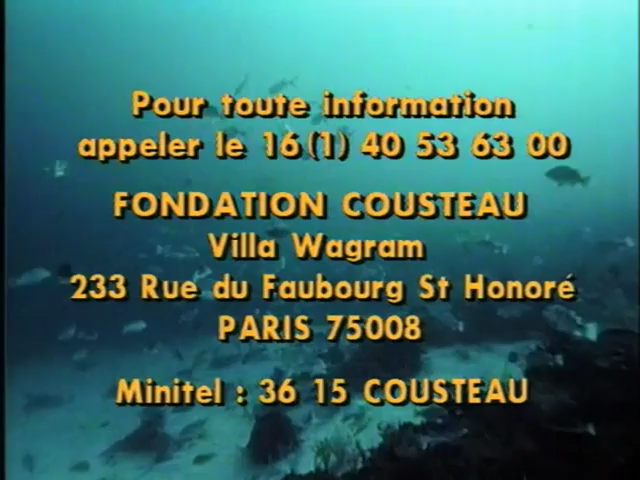 Pour toute information
appeler le 16 (1) 40 53 63 00
FONDATION COUSTEAU
Villa Wagram
233 Rue du Faubourg St Honoré
PARIS 75008
Minitel : 36 15 COUSTEAU